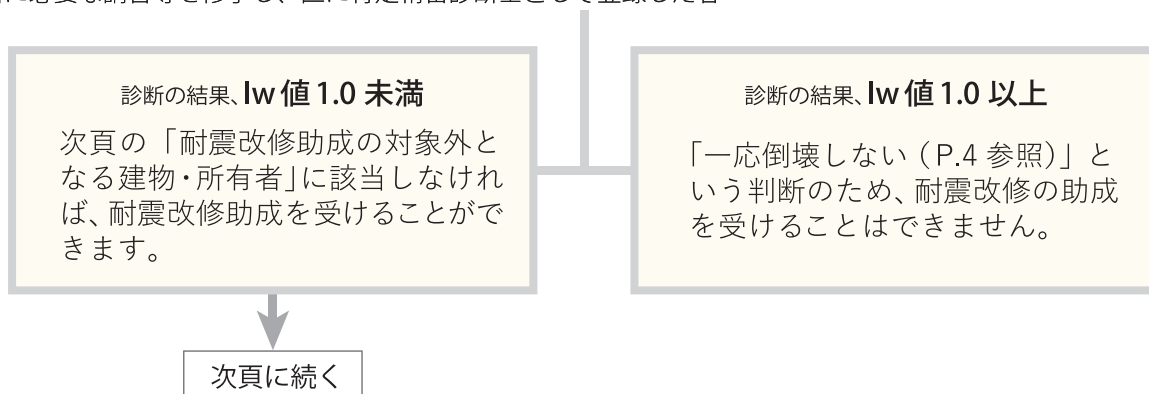 診断の結果、Iw値1.0 未満
次頁の「耐震改修助成の対象外と
なる建物・所有者」に該当しなけれ
ば、耐震改修助成を受けることがで
きます。
診断の結果、Iw値1.0 以上
「一応倒壊しない（P.4 参照）」と
いう判断のため、耐震改修の助成
を受けることはできません。
次頁に続く